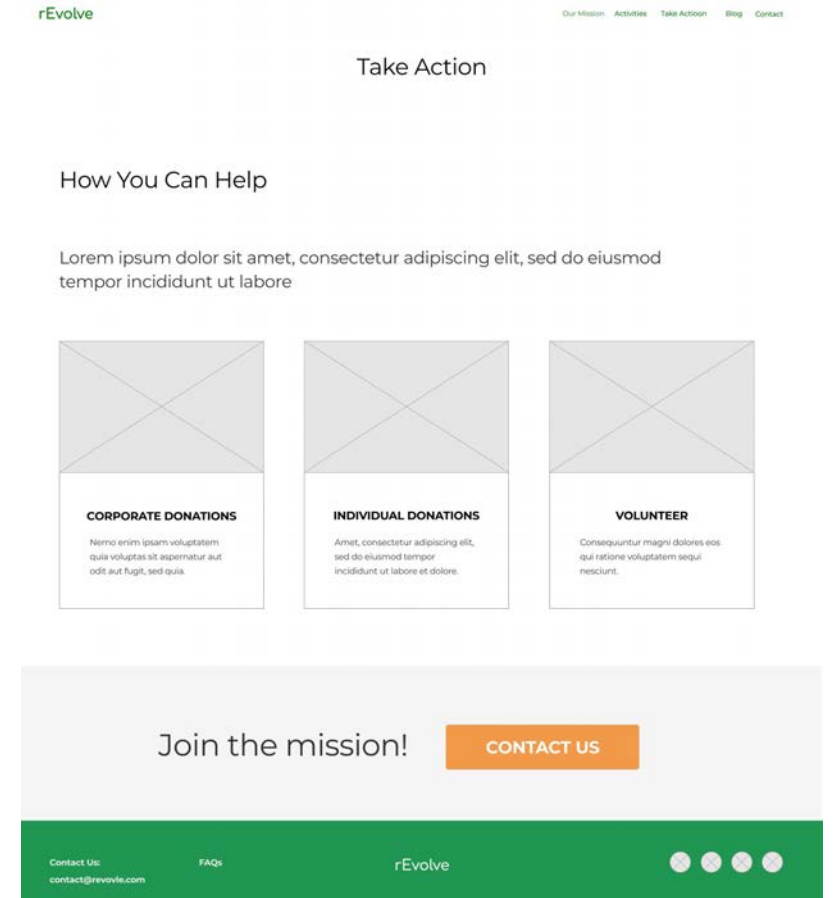 rEvolve
Our Mission Activities Take Actioon Blog Contact
Take Action
How You Can Help
Lorem ipsum dolor sit amet, consectetur adipiscing elit, sed do eiusmod
tempor incididunt ut labore
CORPORATE DONATIONS
Nemo enim ipsam voluptatem
quia voluptas sit aspernatur aut
odit aut fugit, sed quia.
INDIVIDUAL DONATIONS
Amet, consectetur adipiscing elit,
sed do eiusmod tempor
incididunt ut labore et dolore.
VOLUNTEER
Consequuntur magni dolores eos
qui ratione voluptatem sequi
nesciunt.
Join the mission!
CONTACT US
Contact Us:
contact@revovle.com
FAQs
rEvolve